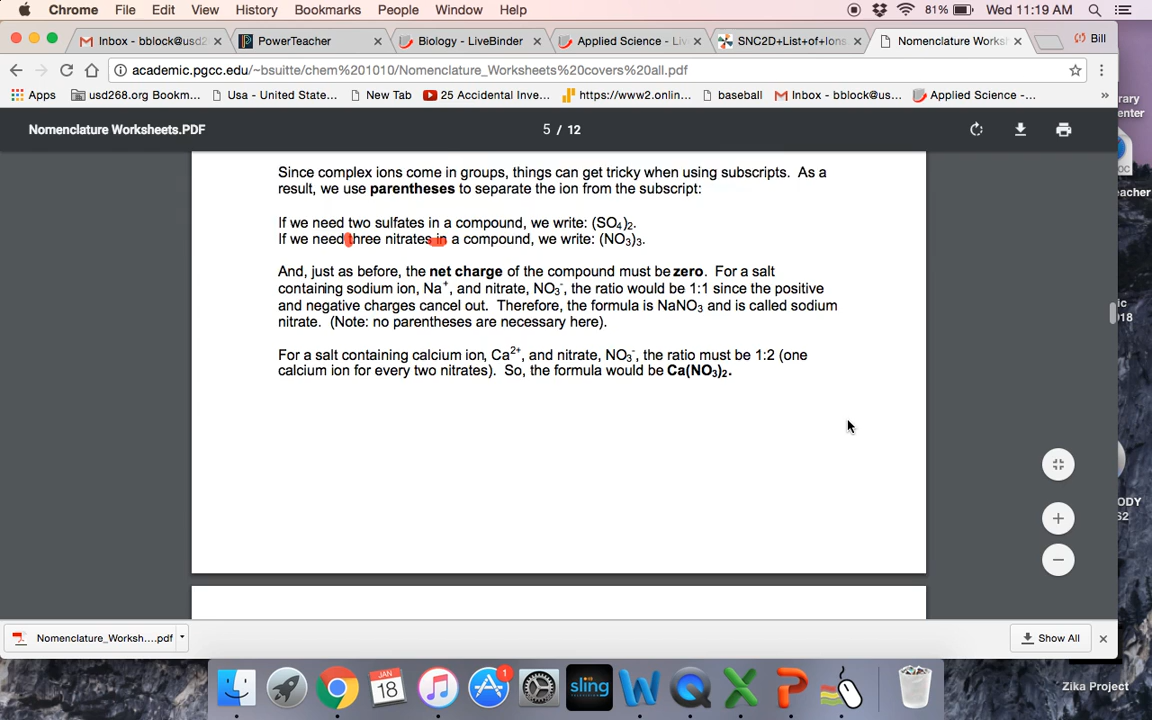 Chrome File Edit View History Bookmarks People Window Help 81% Wed 11:19 AM
Inbox - bblock@usd2 PowerTeacher Biology - LiveBinder Applied Science - Liv SNC2D+List+of+Ions Nomenclature Works Bill
academic.pgcc.edu/~bsuitte/chem%201010/Nomenclature_Worksheets%20covers%20all.pdf
Apps usd268.org Bookm... Usa - United State... New Tab 25 Accidental Inve... https://www2.onlin... baseball Inbox - bblock@us... Applied Science -... »
Nomenclature Worksheets.PDF 5 / 12
Since complex ions come in groups, things can get tricky when using subscripts. As a
result, we use parentheses to separate the ion from the subscript:
If we need two sulfates in a compound, we write: (SO₄)₂.
If we need three nitrates in a compound, we write: (NO₃)₃.
And, just as before, the net charge of the compound must be zero. For a salt
containing sodium ion, Na⁺, and nitrate, NO₃⁻, the ratio would be 1:1 since the positive
and negative charges cancel out. Therefore, the formula is NaNO₃ and is called sodium
nitrate. (Note: no parentheses are necessary here).
For a salt containing calcium ion, Ca²⁺, and nitrate, NO₃⁻, the ratio must be 1:2 (one
calcium ion for every two nitrates). So, the formula would be Ca(NO₃)₂.
Nomenclature_Worksh....pdf Show All
JAN
18
1
sling
Zika Project